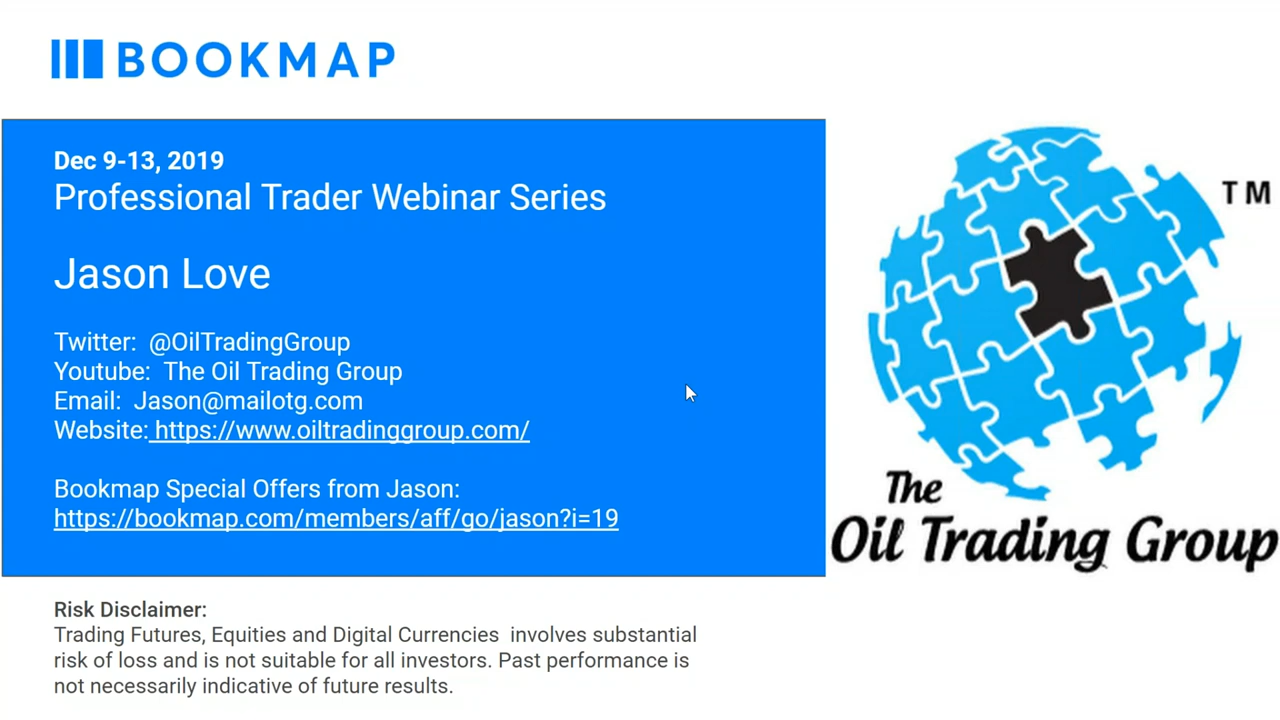 BOOKMAP
Dec 9-13, 2019
Professional Trader Webinar Series
Jason Love
Twitter:  @OilTradingGroup
Youtube:  The Oil Trading Group
Email:  Jason@mailotg.com
Website: https://www.oiltradinggroup.com/
Bookmap Special Offers from Jason:
https://bookmap.com/members/aff/go/jason?i=19
TM
The
Oil Trading Group
Risk Disclaimer:
Trading Futures, Equities and Digital Currencies  involves substantial
risk of loss and is not suitable for all investors. Past performance is
not necessarily indicative of future results.